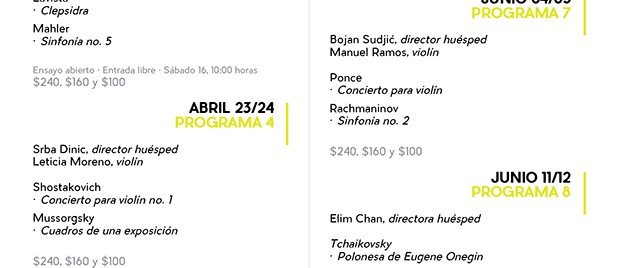 · Clepsidra
Mahler
· Sinfonía no. 5
Ensayo abierto · Entrada libre · Sábado 16, 10:00 horas
$240, $160 y $100
ABRIL 23/24
PROGRAMA 4
Srba Dinic, director huésped
Leticia Moreno, violín
Shostakovich
· Concierto para violín no. 1
Mussorgsky
· Cuadros de una exposición
$240, $160 y $100
PROGRAMA 7
Bojan Sudjić, director huésped
Manuel Ramos, violín
Ponce
· Concierto para violín
Rachmaninov
· Sinfonía no. 2
$240, $160 y $100
JUNIO 11/12
PROGRAMA 8
Elim Chan, directora huésped
Tchaikovsky
· Polonesa de Eugene Onegin